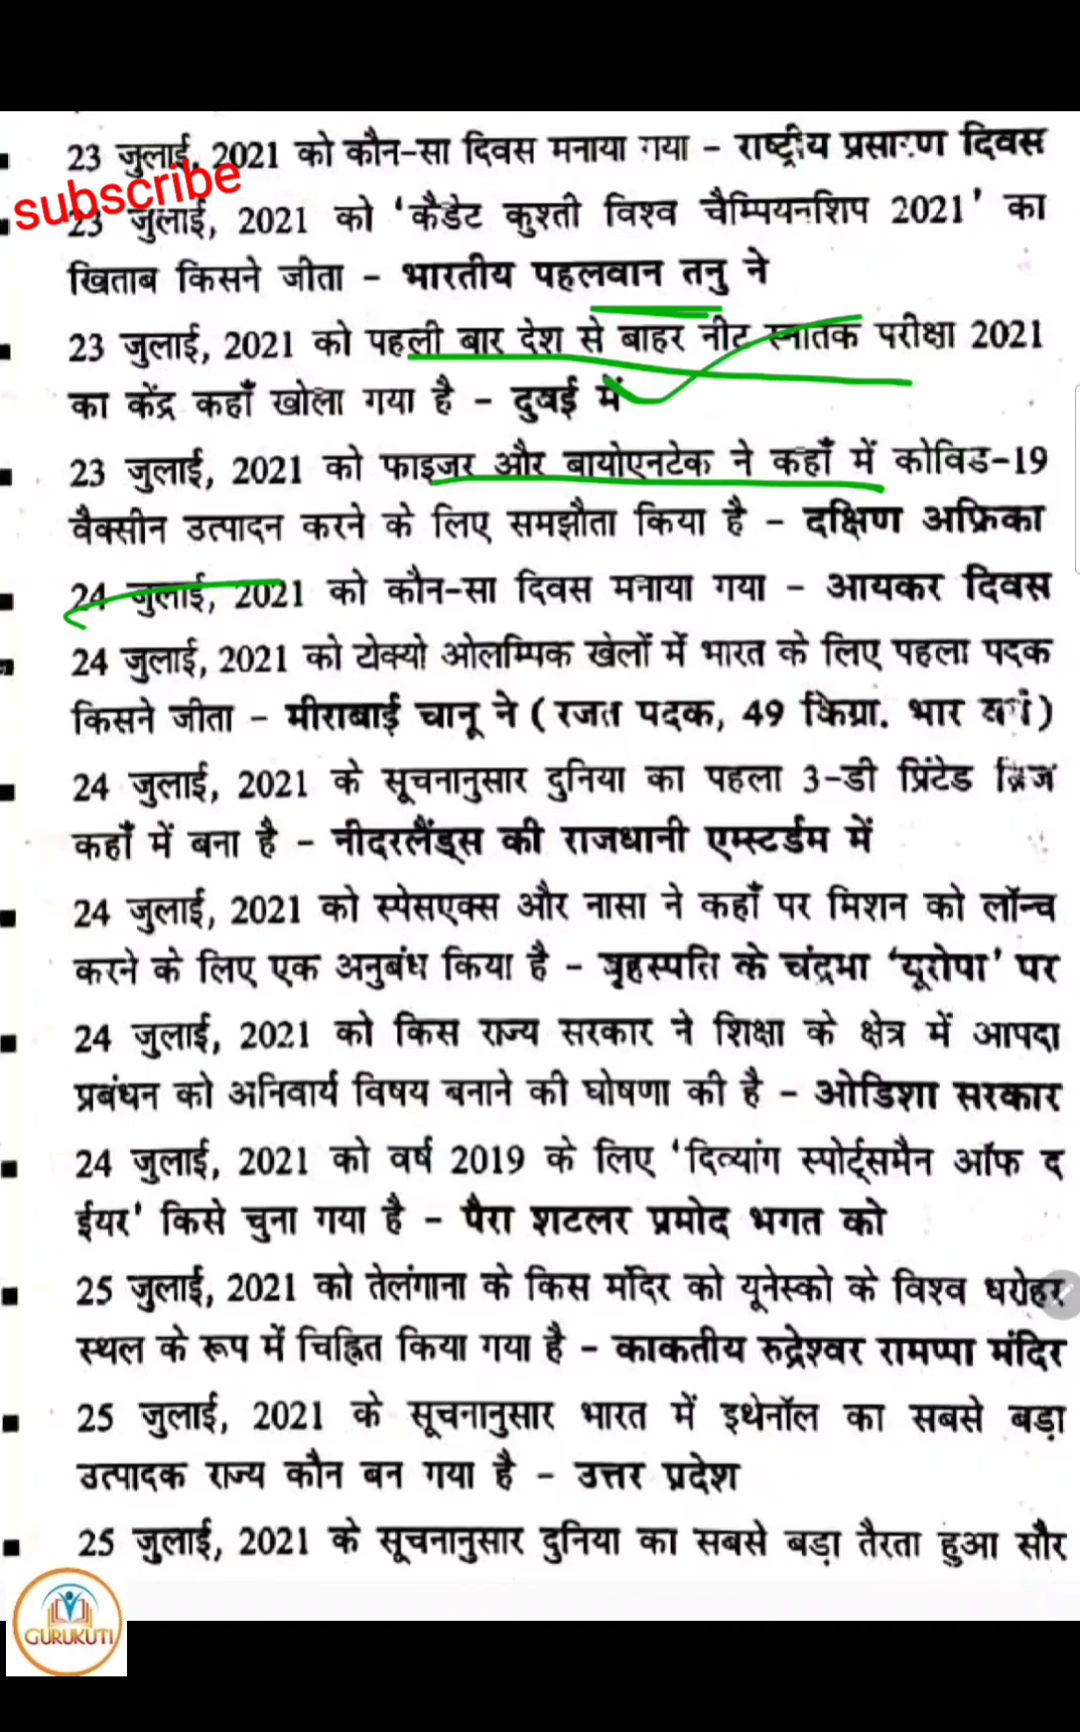 23 जुलाई, 2021 को कौन-सा दिवस मनाया गया – राष्ट्रीय प्रसारण दिवस
subscribe
23 जुलाई, 2021 को 'कैडेट कुश्ती विश्व चैम्पियनशिप 2021' का
खिताब किसने जीता – भारतीय पहलवान तनु ने
23 जुलाई, 2021 को पहली बार देश से बाहर नीट स्नातक परीक्षा 2021
का केंद्र कहाँ खोला गया है – दुबई में
23 जुलाई, 2021 को फाइजर और बायोएनटेक ने कहाँ में कोविड-19
वैक्सीन उत्पादन करने के लिए समझौता किया है – दक्षिण अफ्रिका
24 जुलाई, 2021 को कौन-सा दिवस मनाया गया – आयकर दिवस
24 जुलाई, 2021 को टोक्यो ओलम्पिक खेलों में भारत के लिए पहला पदक
किसने जीता – मीराबाई चानू ने (रजत पदक, 49 किग्रा. भार वर्ग)
24 जुलाई, 2021 के सूचनानुसार दुनिया का पहला 3-डी प्रिंटेड ब्रिज
कहाँ में बना है – नीदरलैंड्स की राजधानी एम्स्टर्डम में
24 जुलाई, 2021 को स्पेसएक्स और नासा ने कहाँ पर मिशन को लॉन्च
करने के लिए एक अनुबंध किया है – बृहस्पति के चंद्रमा 'यूरोपा' पर
24 जुलाई, 2021 को किस राज्य सरकार ने शिक्षा के क्षेत्र में आपदा
प्रबंधन को अनिवार्य विषय बनाने की घोषणा की है – ओडिशा सरकार
24 जुलाई, 2021 को वर्ष 2019 के लिए 'दिव्यांग स्पोर्ट्समैन ऑफ द
ईयर' किसे चुना गया है – पैरा शटलर प्रमोद भगत को
25 जुलाई, 2021 को तेलंगाना के किस मंदिर को यूनेस्को के विश्व धरोहर
स्थल के रूप में चिह्नित किया गया है – काकतीय रुद्रेश्वर रामप्पा मंदिर
25 जुलाई, 2021 के सूचनानुसार भारत में इथेनॉल का सबसे बड़ा
उत्पादक राज्य कौन बन गया है – उत्तर प्रदेश
25 जुलाई, 2021 के सूचनानुसार दुनिया का सबसे बड़ा तैरता हुआ सौर
GURUKUTI